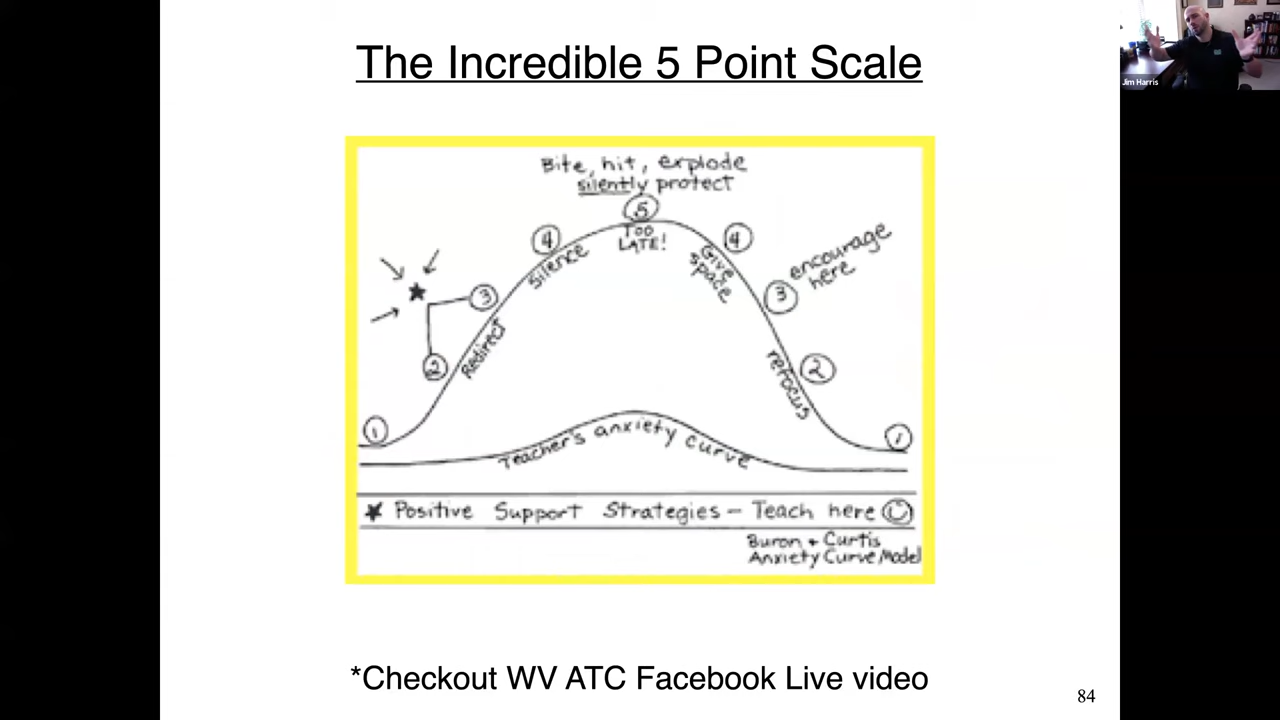 The Incredible 5 Point Scale
Jim Harris
Bite, hit, explode
silently protect
5
TOO
LATE!
4
Silence
4
Give
space
3
encourage
here
3
Redirect
2
2
refocus
1
1
Teacher's anxiety curve
Positive Support Strategies - Teach here
Buron + Curtis
Anxiety Curve Model
*Checkout WV ATC Facebook Live video
84